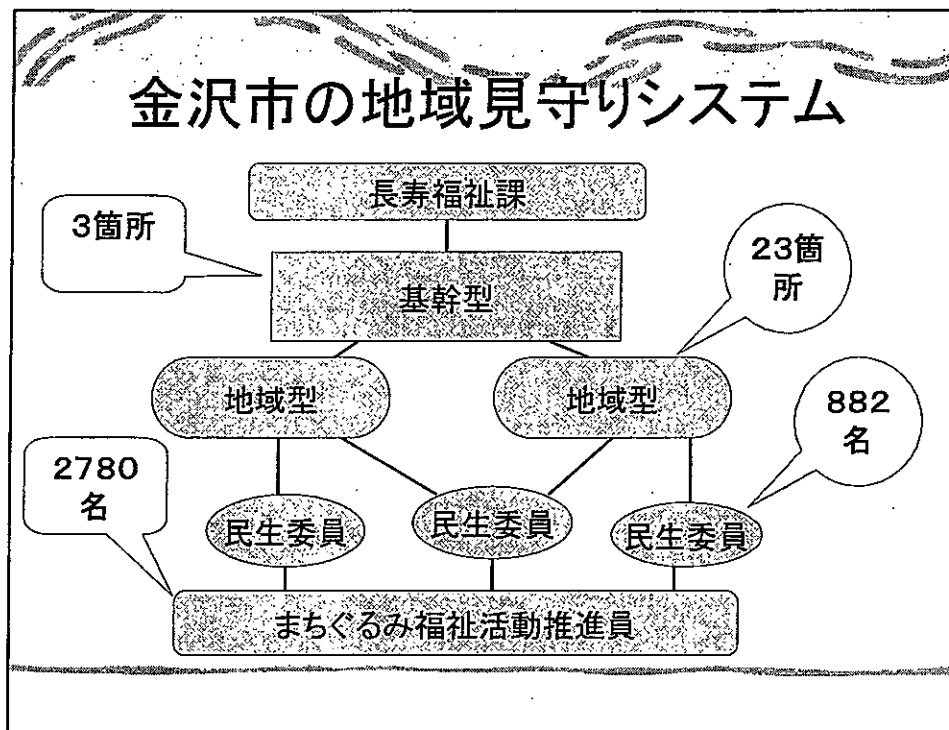 金沢市の地域見守りシステム
長寿福祉課
3箇所
基幹型
23箇
所
地域型
地域型
882
名
2780
名
民生委員
民生委員
民生委員
まちぐるみ福祉活動推進員